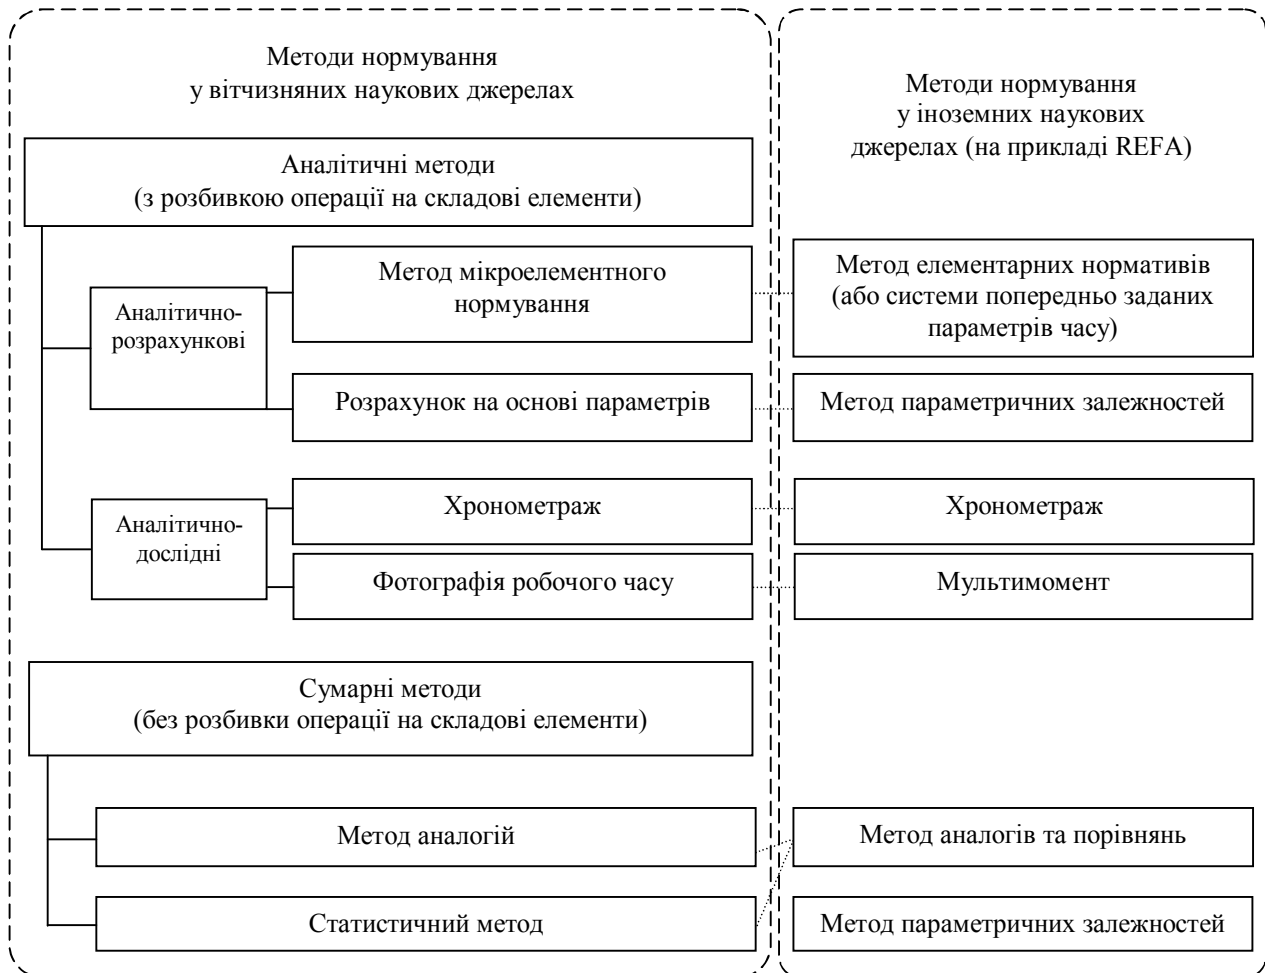 Методи нормування
у вітчизняних наукових джерелах
Методи нормування
у іноземних наукових
джерелах (на прикладі REFA)
Аналітичні методи
(з розбивкою операції на складові елементи)
Аналітично-
розрахункові
Метод мікроелементного
нормування
Метод елементарних нормативів
(або системи попередньо заданих
параметрів часу)
Розрахунок на основі параметрів
Метод параметричних залежностей
Аналітично-
дослідні
Хронометраж
Хронометраж
Фотографія робочого часу
Мультимомент
Сумарні методи
(без розбивки операції на складові елементи)
Метод аналогій
Метод аналогів та порівнянь
Статистичний метод
Метод параметричних залежностей